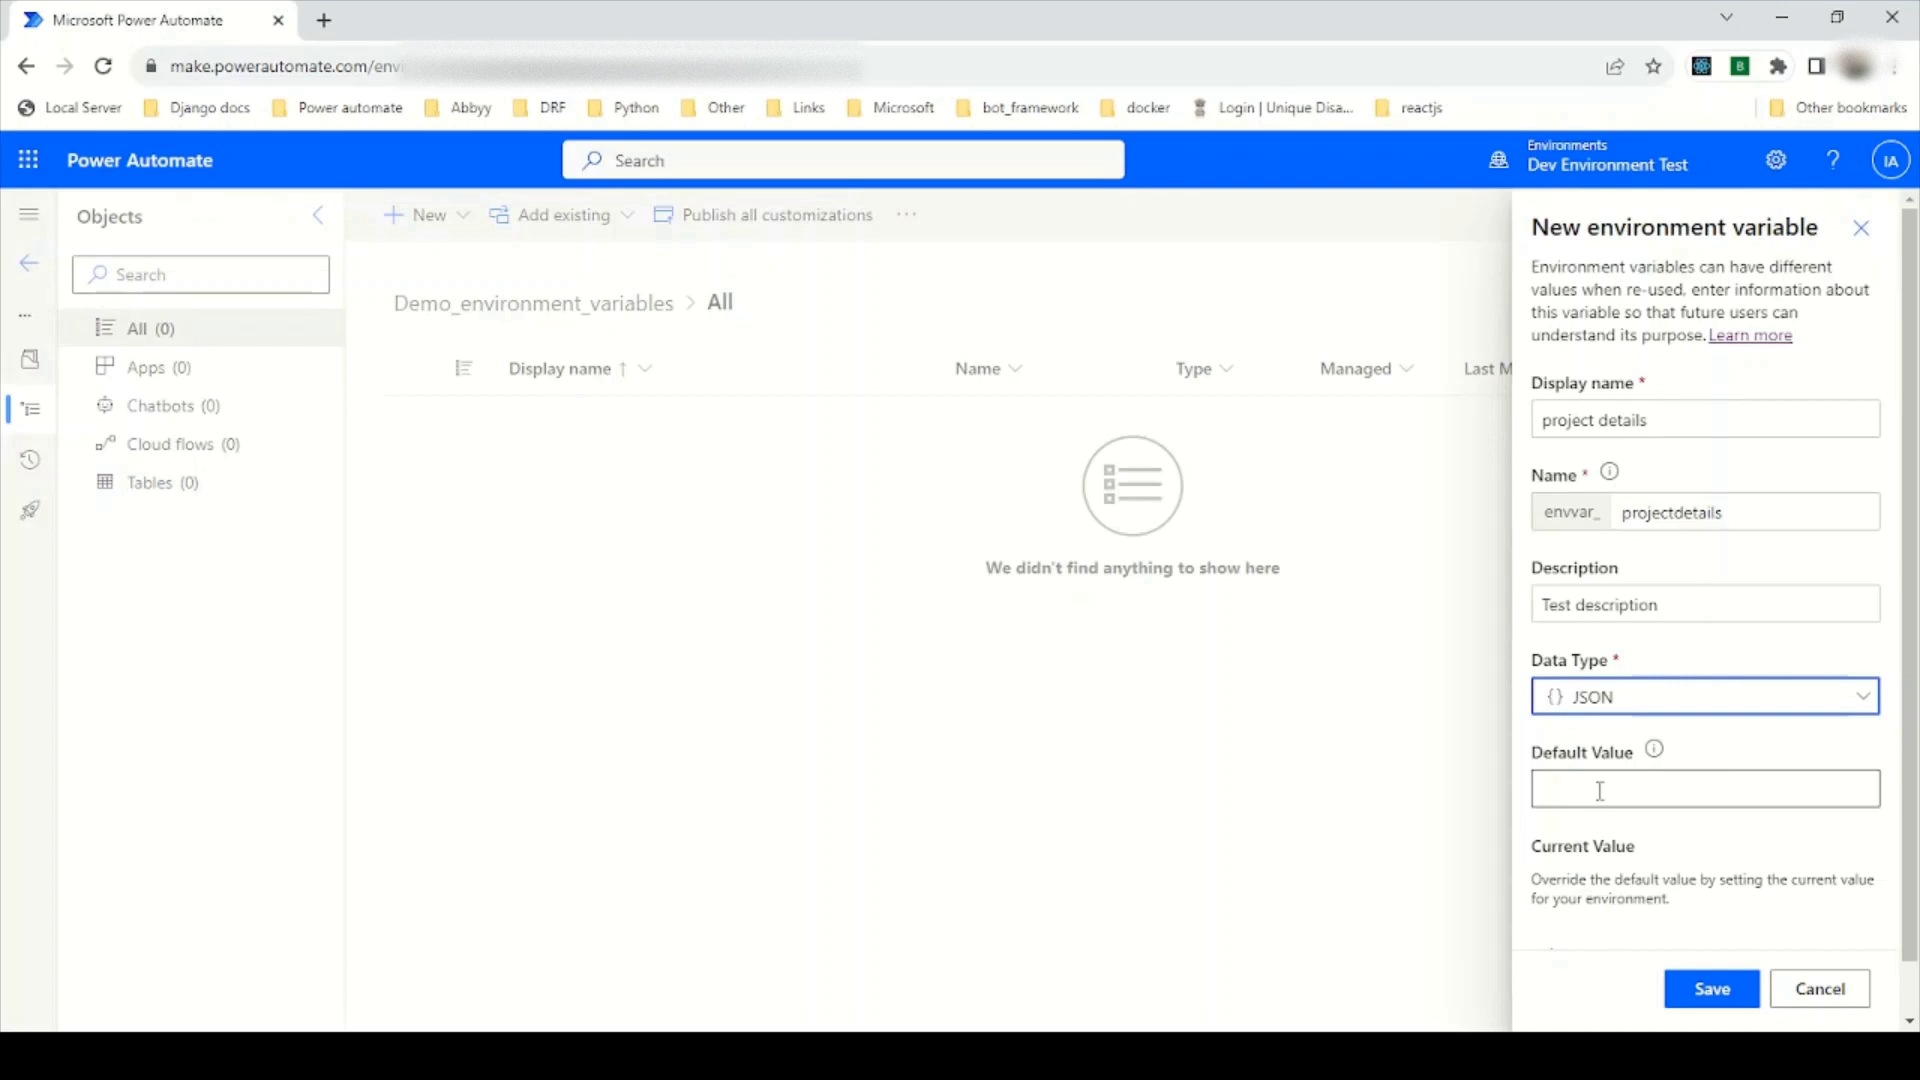 Microsoft Power Automate
make.powerautomate.com/envi
Local Server
Django docs
Power automate
Abbyy
DRF
Python
Other
Links
Microsoft
bot_framework
docker
Login | Unique Disa...
reactjs
Other bookmarks
Power Automate
Search
Environments
Dev Environment Test
IA
Objects
New
Add existing
Publish all customizations
Search
All (0)
Apps (0)
Chatbots (0)
Cloud flows (0)
Tables (0)
Demo_environment_variables > All
Display name ↑
Name
Type
Managed
Last M
We didn't find anything to show here
New environment variable
Environment variables can have different
values when re-used, enter information about
this variable so that future users can
understand its purpose. Learn more
Display name *
project details
Name *
envvar_ projectdetails
Description
Test description
Data Type *
{} JSON
Default Value
Current Value
Override the default value by setting the current value
for your environment.
Save
Cancel